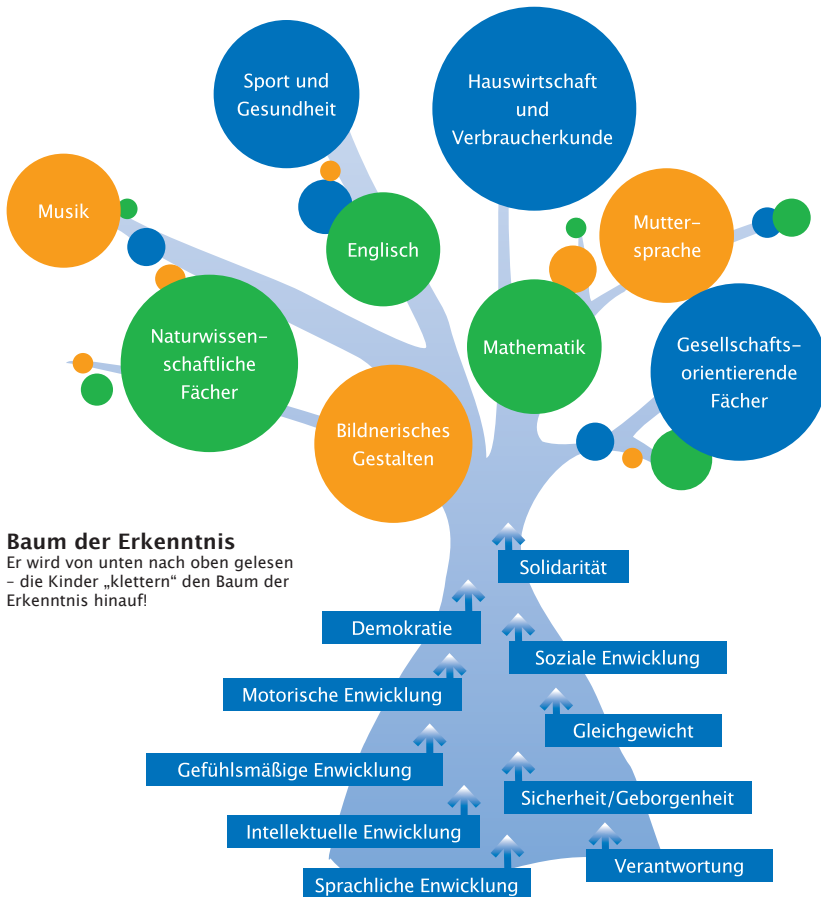 Sport und
Gesundheit
Hauswirtschaft
und
Verbraucherkunde
Musik
Englisch
Mutter-
sprache
Naturwissen-
schaftliche
Fächer
Mathematik
Gesellschafts-
orientierende
Fächer
Bildnerisches
Gestalten
Baum der Erkenntnis
Er wird von unten nach oben gelesen
– die Kinder „klettern“ den Baum der
Erkenntnis hinauf!
Solidarität
Demokratie
Soziale Enwicklung
Motorische Enwicklung
Gleichgewicht
Gefühlsmäßige Enwicklung
Sicherheit/Geborgenheit
Intellektuelle Enwicklung
Verantwortung
Sprachliche Enwicklung